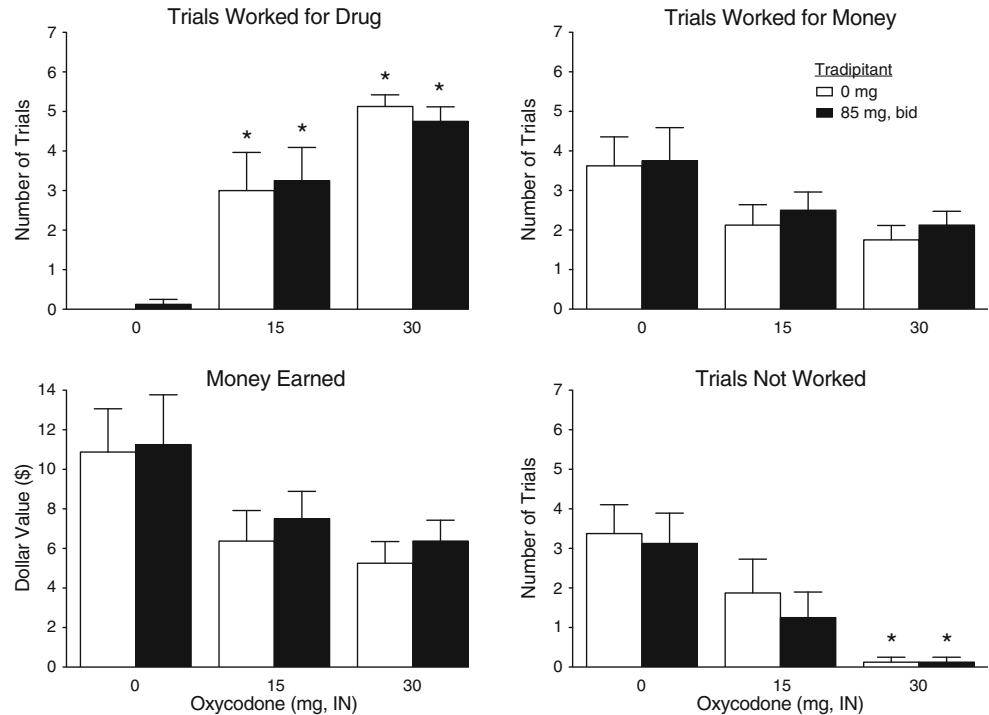 Trials Worked for Drug
Number of Trials
7
6
5
4
3
2
1
0
* * * *
0 15 30
Trials Worked for Money
Number of Trials
7
6
5
4
3
2
1
0
Tradipitant
0 mg
85 mg, bid
0 15 30
Money Earned
Dollar Value ($)
14
12
10
8
6
4
2
0
0 15 30
Oxycodone (mg, IN)
Trials Not Worked
Number of Trials
7
6
5
4
3
2
1
0
* *
0 15 30
Oxycodone (mg, IN)